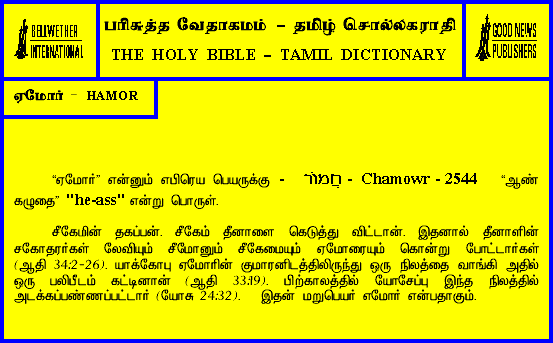 BELLWETHER
INTERNATIONAL
பரிசுத்த வேதாகமம் - தமிழ் சொல்லகராதி
THE HOLY BIBLE - TAMIL DICTIONARY
GOOD NEWS
PUBLISHERS
ஏமோர் - HAMOR
"ஏமோர்" என்னும் எபிரெய பெயருக்கு - חֲמוֹר - Chamowr - 2544 "ஆண்
கழுதை" "he-ass" என்று பொருள்.
சீகேமின் தகப்பன். சீகேம் தீனாளை கெடுத்து விட்டான். இதனால் தீனாளின்
சகோதரர்கள் லேவியும் சீமோனும் சீகேமையும் ஏமோரையும் கொன்று போட்டார்கள்
(ஆதி 34:2-26). யாக்கோபு ஏமோரின் குமாரனிடத்திலிருந்து ஒரு நிலத்தை வாங்கி அதில்
ஒரு பலிபீடம் கட்டினான் (ஆதி 33:19). பிற்காலத்தில் யோசேப்பு இந்த நிலத்தில்
அடக்கப்பண்ணப்பட்டார் (யோசு 24:32). இதன் மறுபெயர் எமோர் என்பதாகும்.